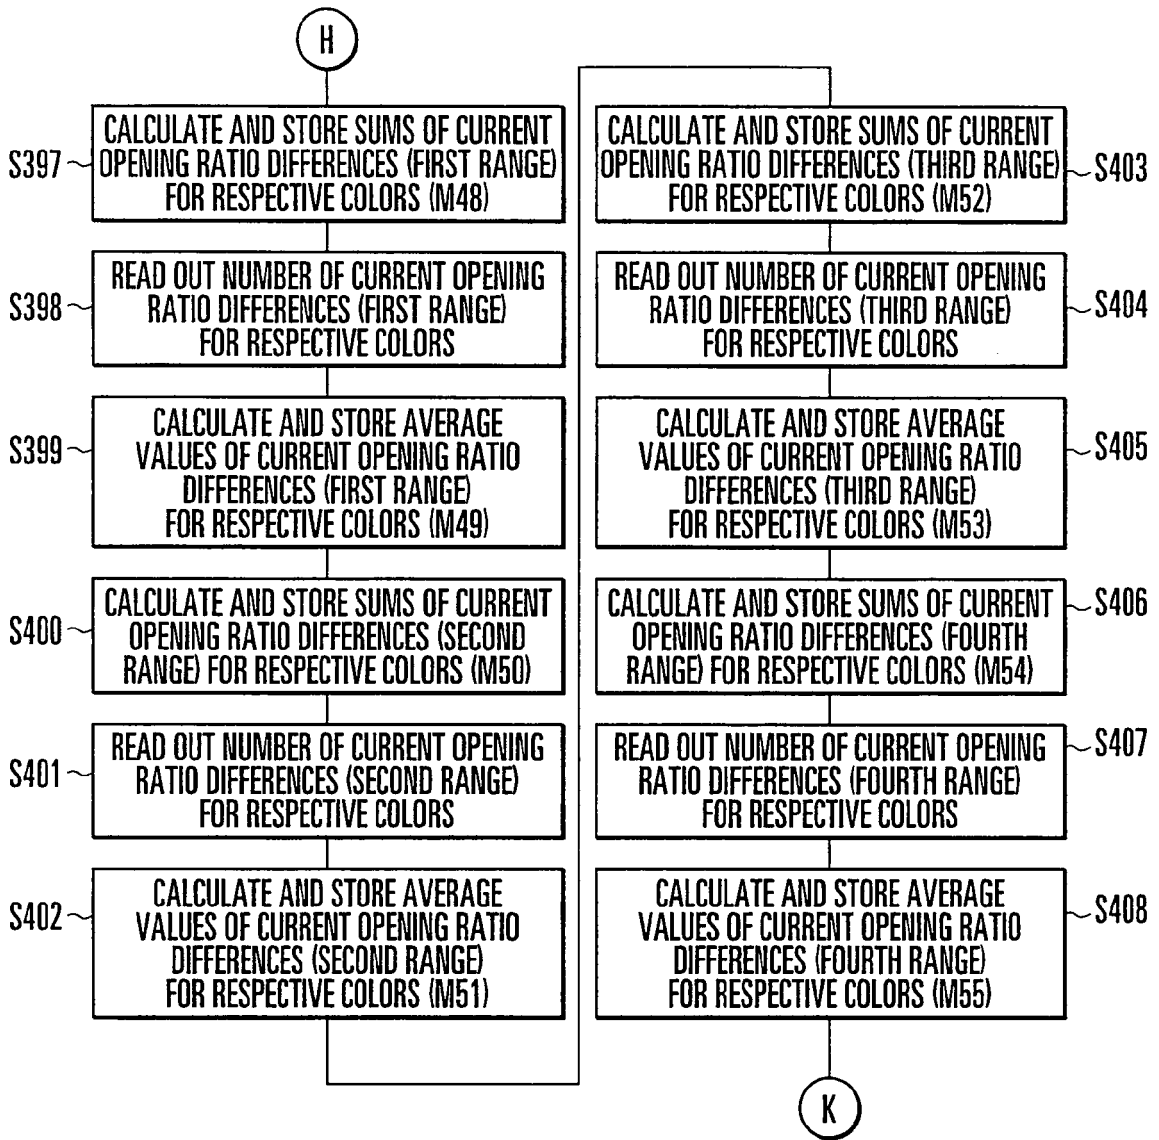 H
S397
CALCULATE AND STORE SUMS OF CURRENT
OPENING RATIO DIFFERENCES (FIRST RANGE)
FOR RESPECTIVE COLORS (M48)
S398
READ OUT NUMBER OF CURRENT OPENING
RATIO DIFFERENCES (FIRST RANGE)
FOR RESPECTIVE COLORS
S399
CALCULATE AND STORE AVERAGE
VALUES OF CURRENT OPENING RATIO
DIFFERENCES (FIRST RANGE)
FOR RESPECTIVE COLORS (M49)
S400
CALCULATE AND STORE SUMS OF CURRENT
OPENING RATIO DIFFERENCES (SECOND
RANGE) FOR RESPECTIVE COLORS (M50)
S401
READ OUT NUMBER OF CURRENT OPENING
RATIO DIFFERENCES (SECOND RANGE)
FOR RESPECTIVE COLORS
S402
CALCULATE AND STORE AVERAGE
VALUES OF CURRENT OPENING RATIO
DIFFERENCES (SECOND RANGE)
FOR RESPECTIVE COLORS (M51)
CALCULATE AND STORE SUMS OF CURRENT
OPENING RATIO DIFFERENCES (THIRD RANGE)
FOR RESPECTIVE COLORS (M52)
S403
READ OUT NUMBER OF CURRENT OPENING
RATIO DIFFERENCES (THIRD RANGE)
FOR RESPECTIVE COLORS
S404
CALCULATE AND STORE AVERAGE
VALUES OF CURRENT OPENING RATIO
DIFFERENCES (THIRD RANGE)
FOR RESPECTIVE COLORS (M53)
S405
CALCULATE AND STORE SUMS OF CURRENT
OPENING RATIO DIFFERENCES (FOURTH
RANGE) FOR RESPECTIVE COLORS (M54)
S406
READ OUT NUMBER OF CURRENT OPENING
RATIO DIFFERENCES (FOURTH RANGE)
FOR RESPECTIVE COLORS
S407
CALCULATE AND STORE AVERAGE
VALUES OF CURRENT OPENING RATIO
DIFFERENCES (FOURTH RANGE)
FOR RESPECTIVE COLORS (M55)
S408
K